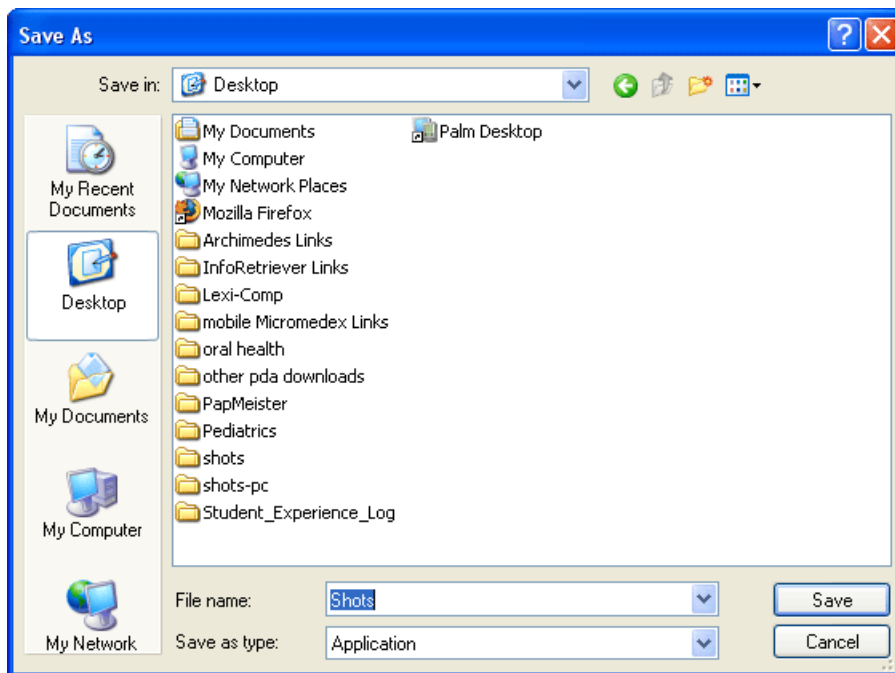 Save As
Save in:
Desktop
My Recent
Documents
Desktop
My Documents
My Computer
My Network
My Documents
My Computer
My Network Places
Mozilla Firefox
Archimedes Links
InfoRetriever Links
Lexi-Comp
mobile Micromedex Links
oral health
other pda downloads
PapMeister
Pediatrics
shots
shots-pc
Student_Experience_Log
Palm Desktop
File name:
Shots
Save
Save as type:
Application
Cancel